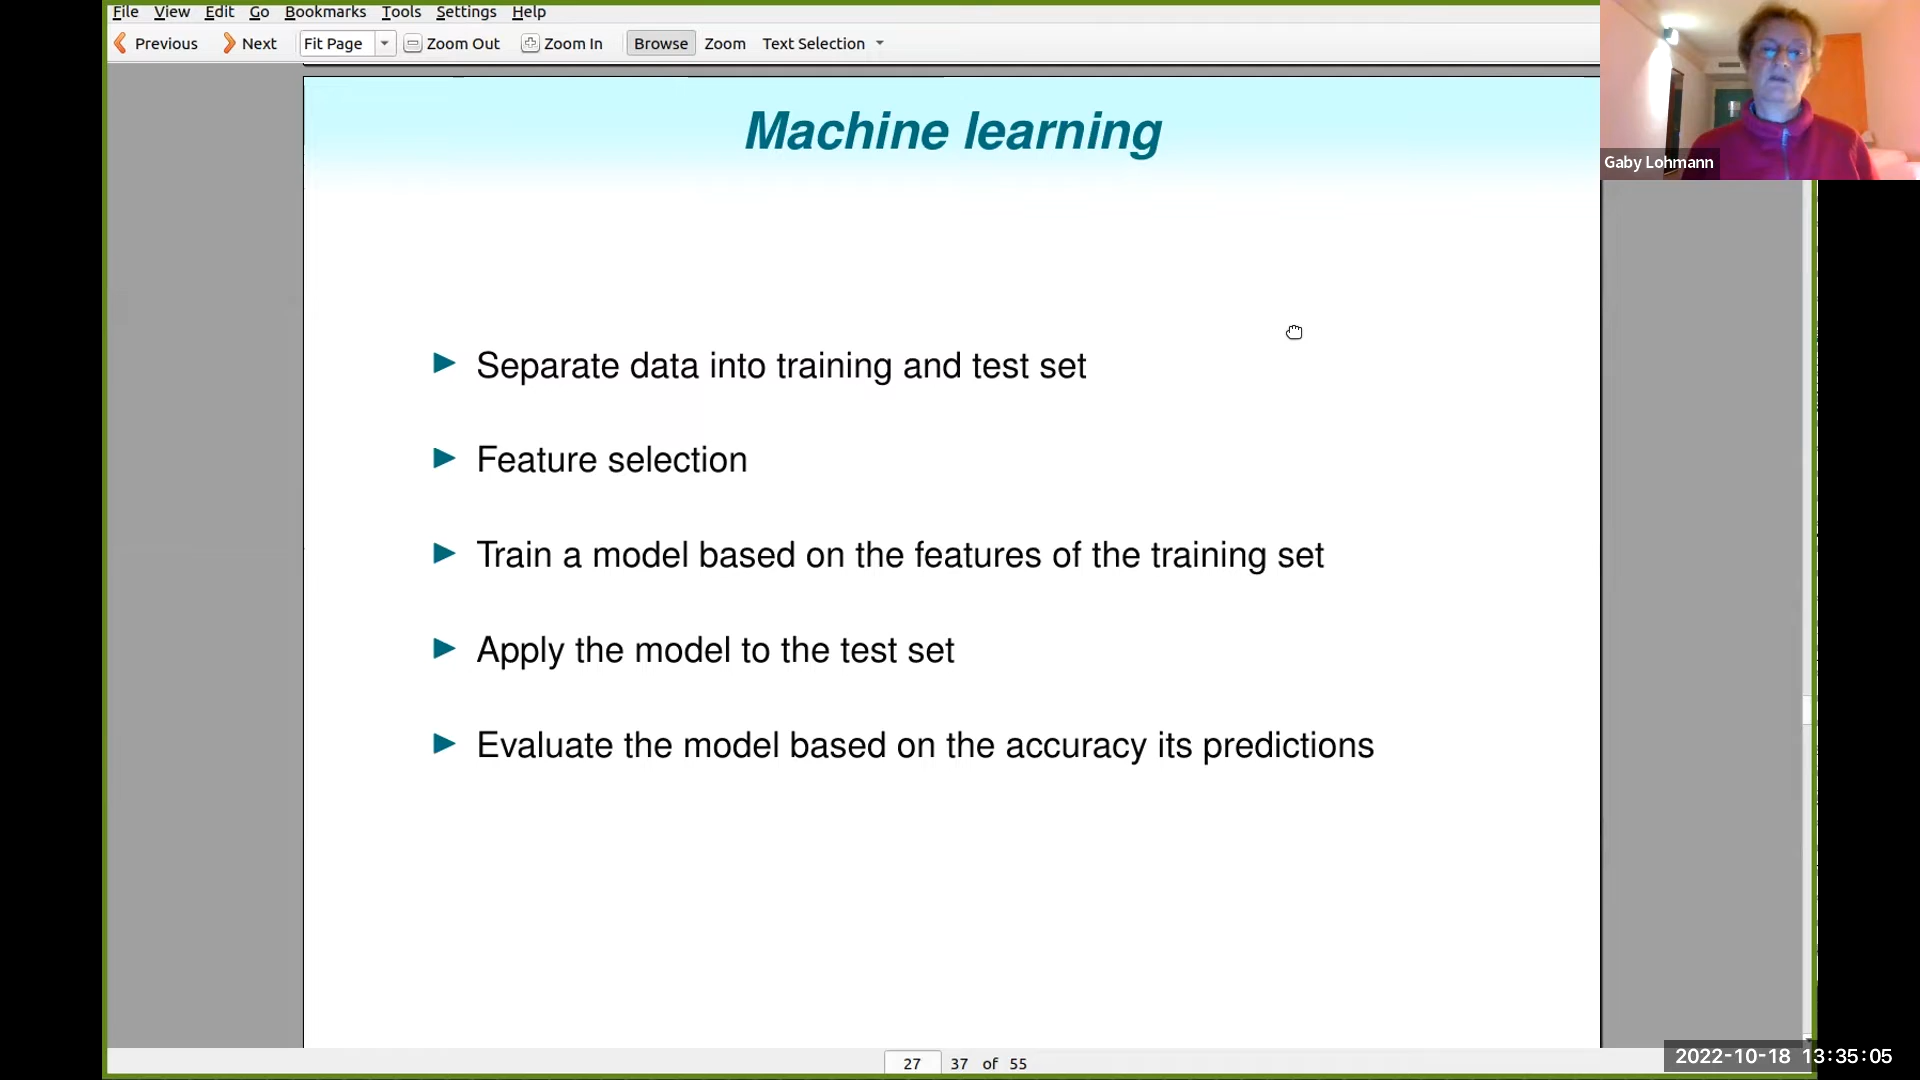 File View Edit Go Bookmarks Tools Settings Help
Previous Next Fit Page Zoom Out Zoom In Browse Zoom Text Selection
Gaby Lohmann
Machine learning
Separate data into training and test set
Feature selection
Train a model based on the features of the training set
Apply the model to the test set
Evaluate the model based on the accuracy its predictions
27 37 of 55
2022-10-18 13:35:05